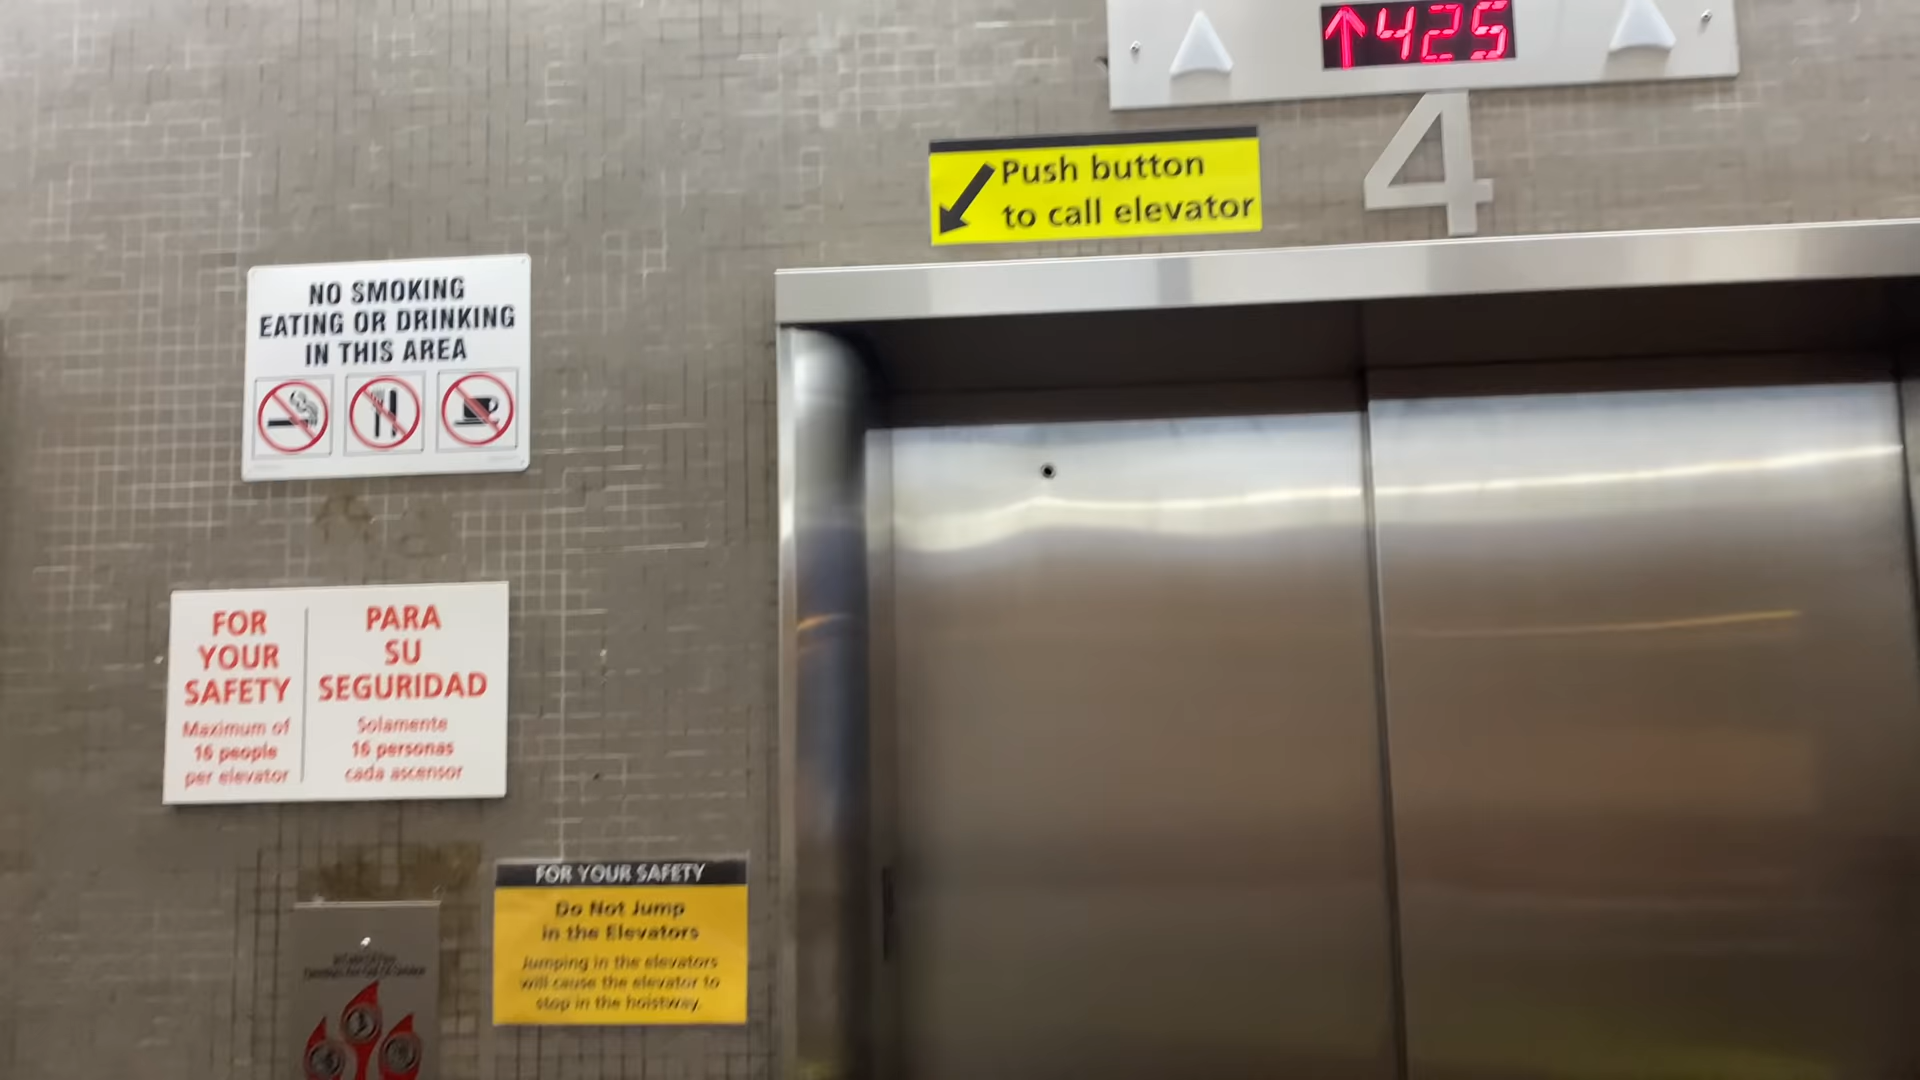 425
4
Push button
to call elevator
NO SMOKING
EATING OR DRINKING
IN THIS AREA
FOR
YOUR
SAFETY
Maximum of
16 people
per elevator
PARA
SU
SEGURIDAD
Solamente
16 personas
cada ascensor
FOR YOUR SAFETY
Do Not Jump
in the Elevators
Jumping in the elevators
will cause the elevator to
stop in the hoistway.